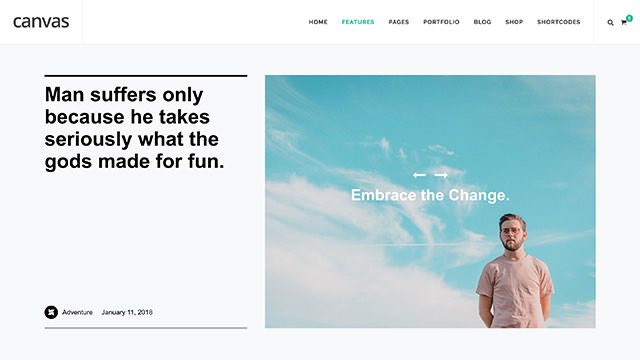 canvas
HOME FEATURES PAGES PORTFOLIO BLOG SHOP SHORTCODES
Man suffers only
because he takes
seriously what the
gods made for fun.
Embrace the Change.
Adventure January 11, 2018